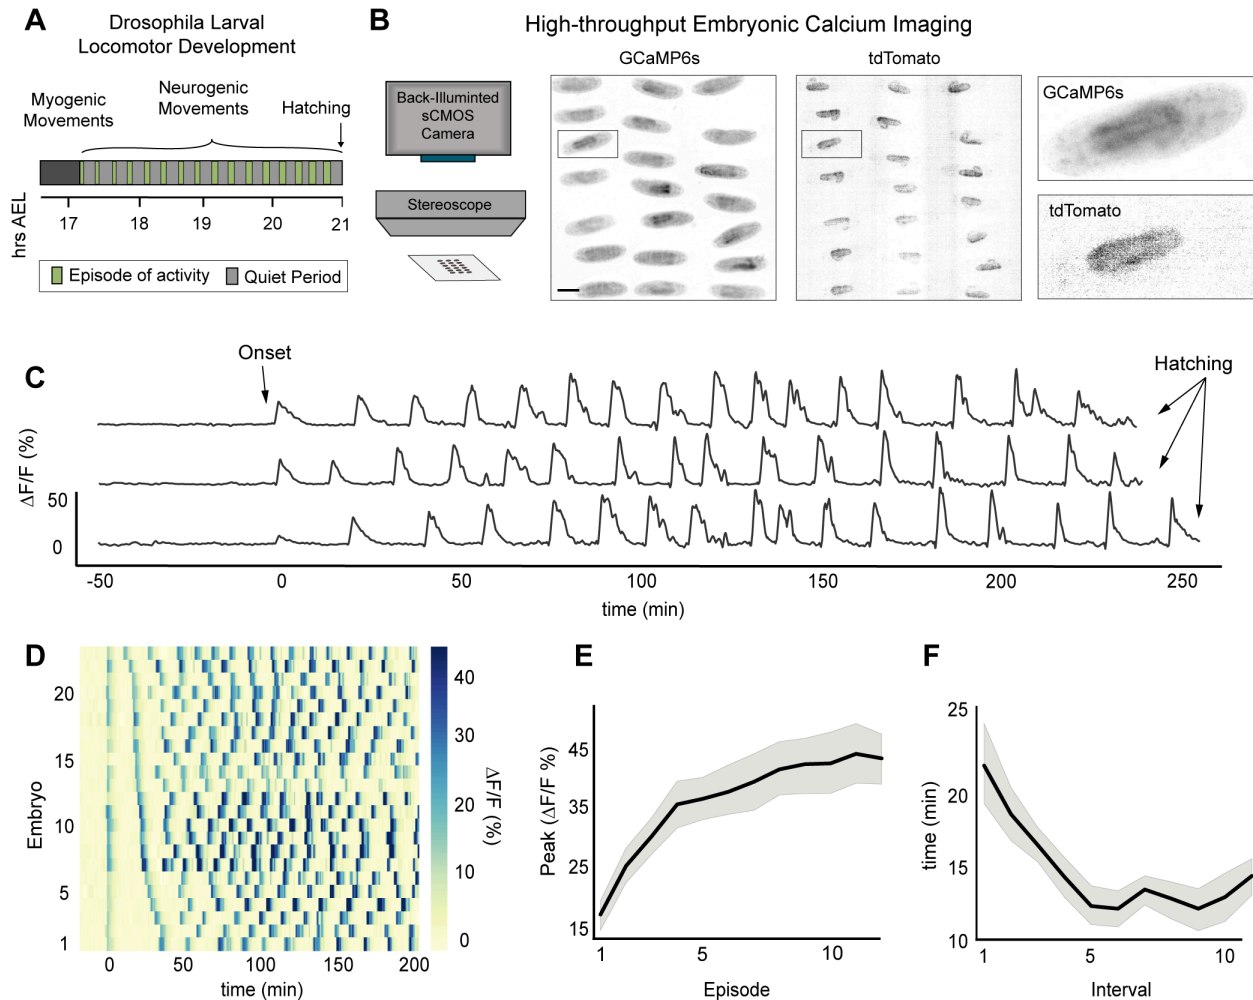 A
Drosophila Larval
Locomotor Development
Myogenic
Movements
Neurogenic
Movements
Hatching
hrs AEL
17 18 19 20 21
Episode of activity Quiet Period
B
High-throughput Embryonic Calcium Imaging
Back-Illuminted
sCMOS
Camera
Stereoscope
GCaMP6s
tdTomato
GCaMP6s
tdTomato
C
Onset
Hatching
ΔF/F (%)
50
0
-50 0 50 100 150 200 250
time (min)
D
Embryo
20
15
10
5
1
0 50 100 150 200
time (min)
40
30
20
10
0
ΔF/F (%)
E
Peak (ΔF/F %)
45
35
25
15
1 5 10
Episode
F
time (min)
25
20
15
10
1 5 10
Interval